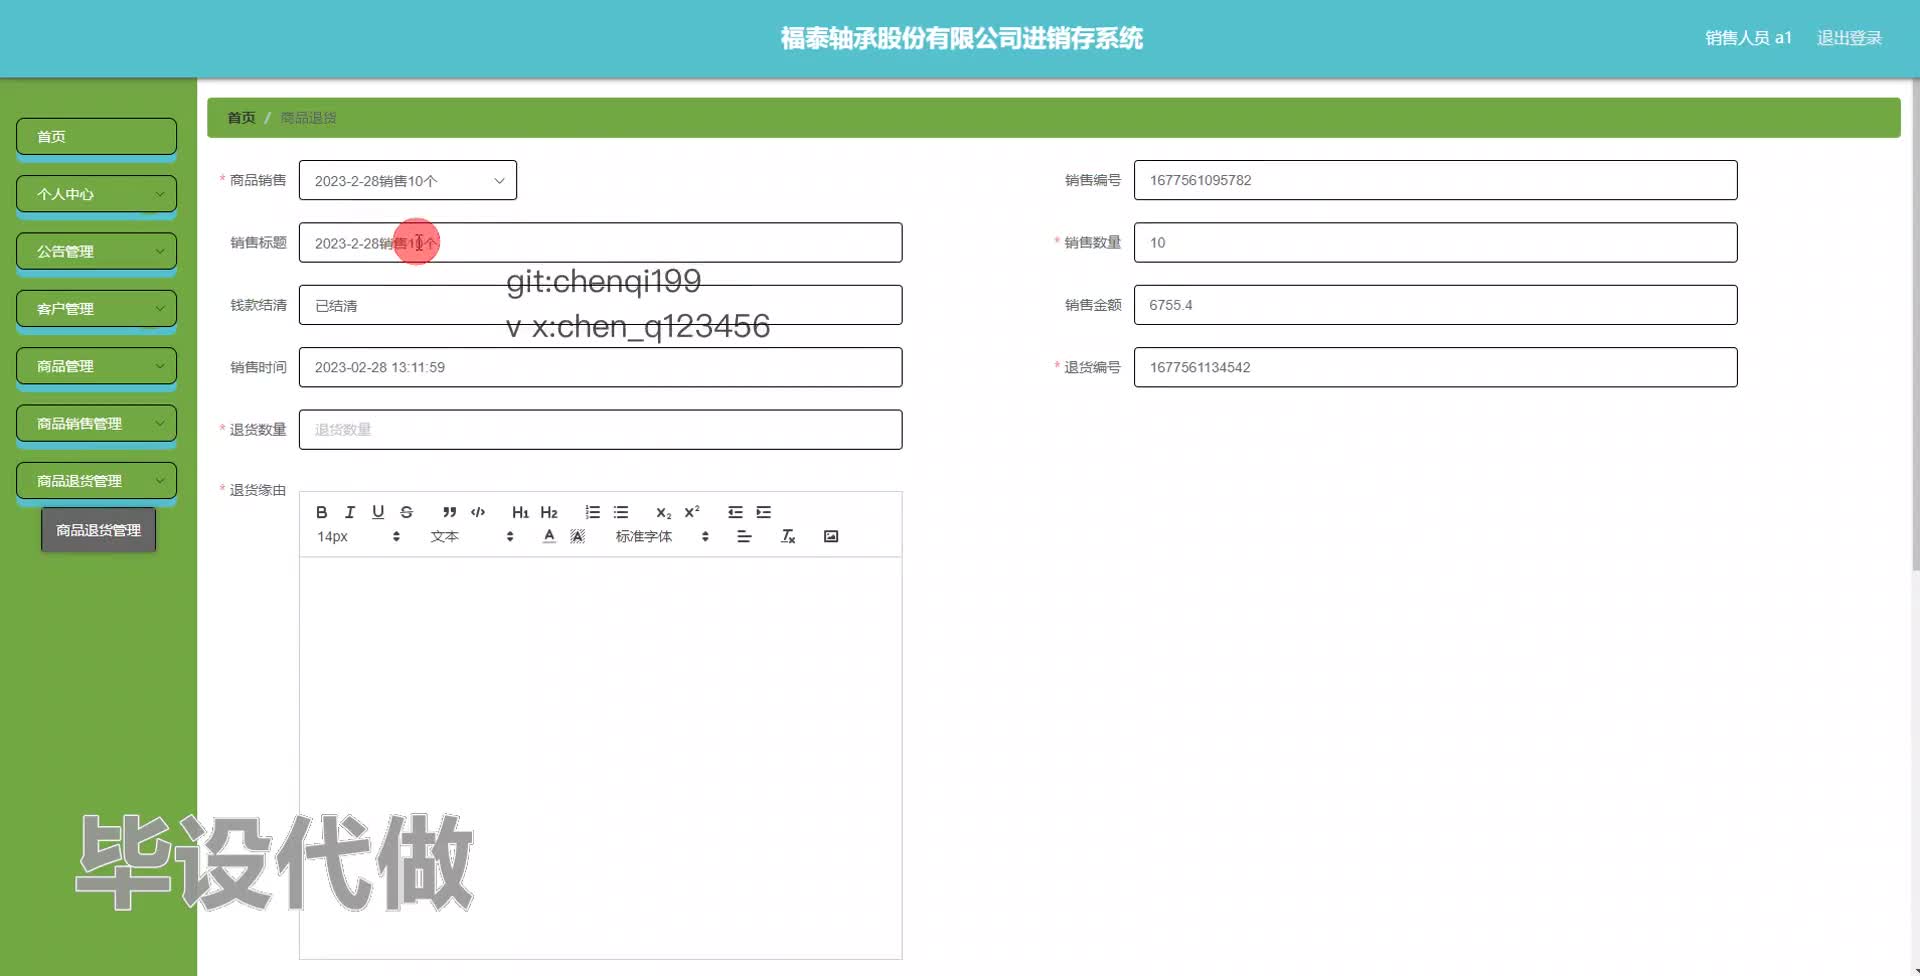 福泰轴承股份有限公司进销存系统
销售人员 a1 退出登录
首页
个人中心
公告管理
客户管理
商品管理
商品销售管理
商品退货管理
商品退货管理
首页 / 商品退货
* 商品销售 2023-2-28销售10个
销售编号 1677561095782
销售标题 2023-2-28销售10个
* 销售数量 10
git:chenqi199
钱款结清 已结清
销售金额 6755.4
v x:chen_q123456
销售时间 2023-02-28 13:11:59
* 退货编号 1677561134542
* 退货数量 退货数量
* 退货缘由
B I U S H1 H2 X2 X2
14px 文本 A A 标准字体 Tx
毕设代做